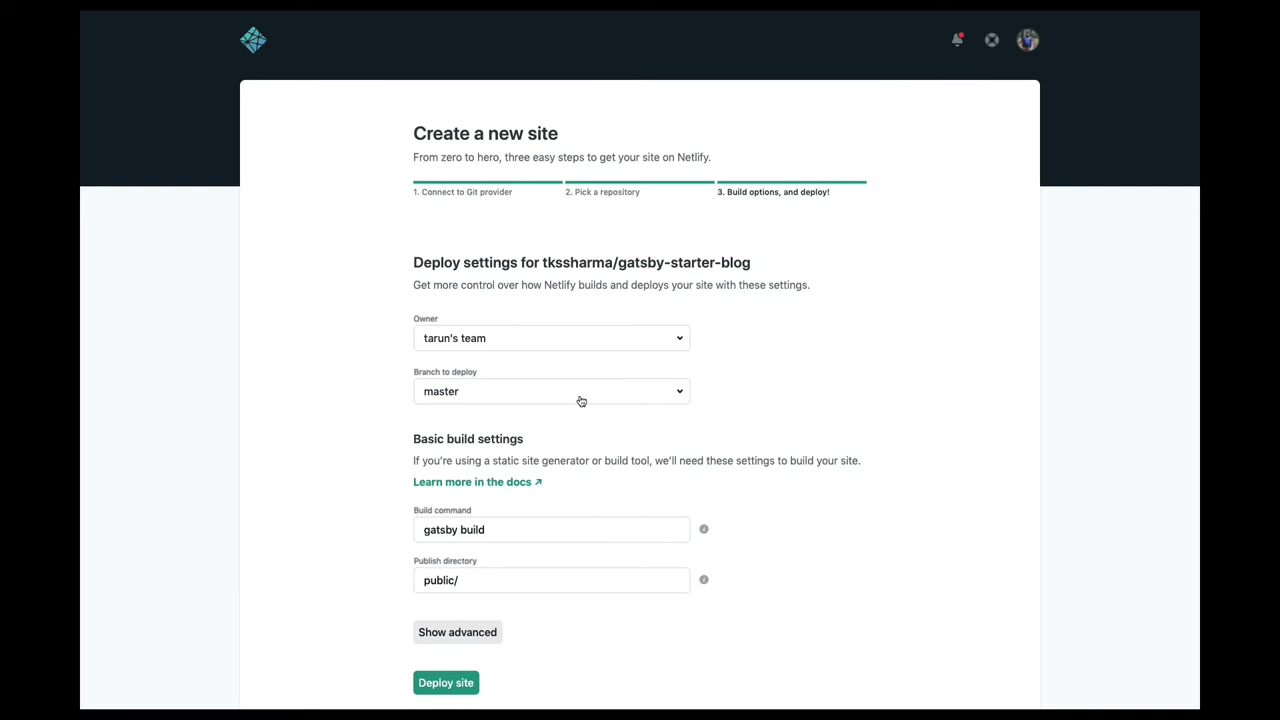 Create a new site
From zero to hero, three easy steps to get your site on Netlify.
1. Connect to Git provider
2. Pick a repository
3. Build options, and deploy!
Deploy settings for tkssharma/gatsby-starter-blog
Get more control over how Netlify builds and deploys your site with these settings.
Owner
tarun's team
Branch to deploy
master
Basic build settings
If you're using a static site generator or build tool, we'll need these settings to build your site.
Learn more in the docs ↗
Build command
gatsby build
Publish directory
public/
Show advanced
Deploy site